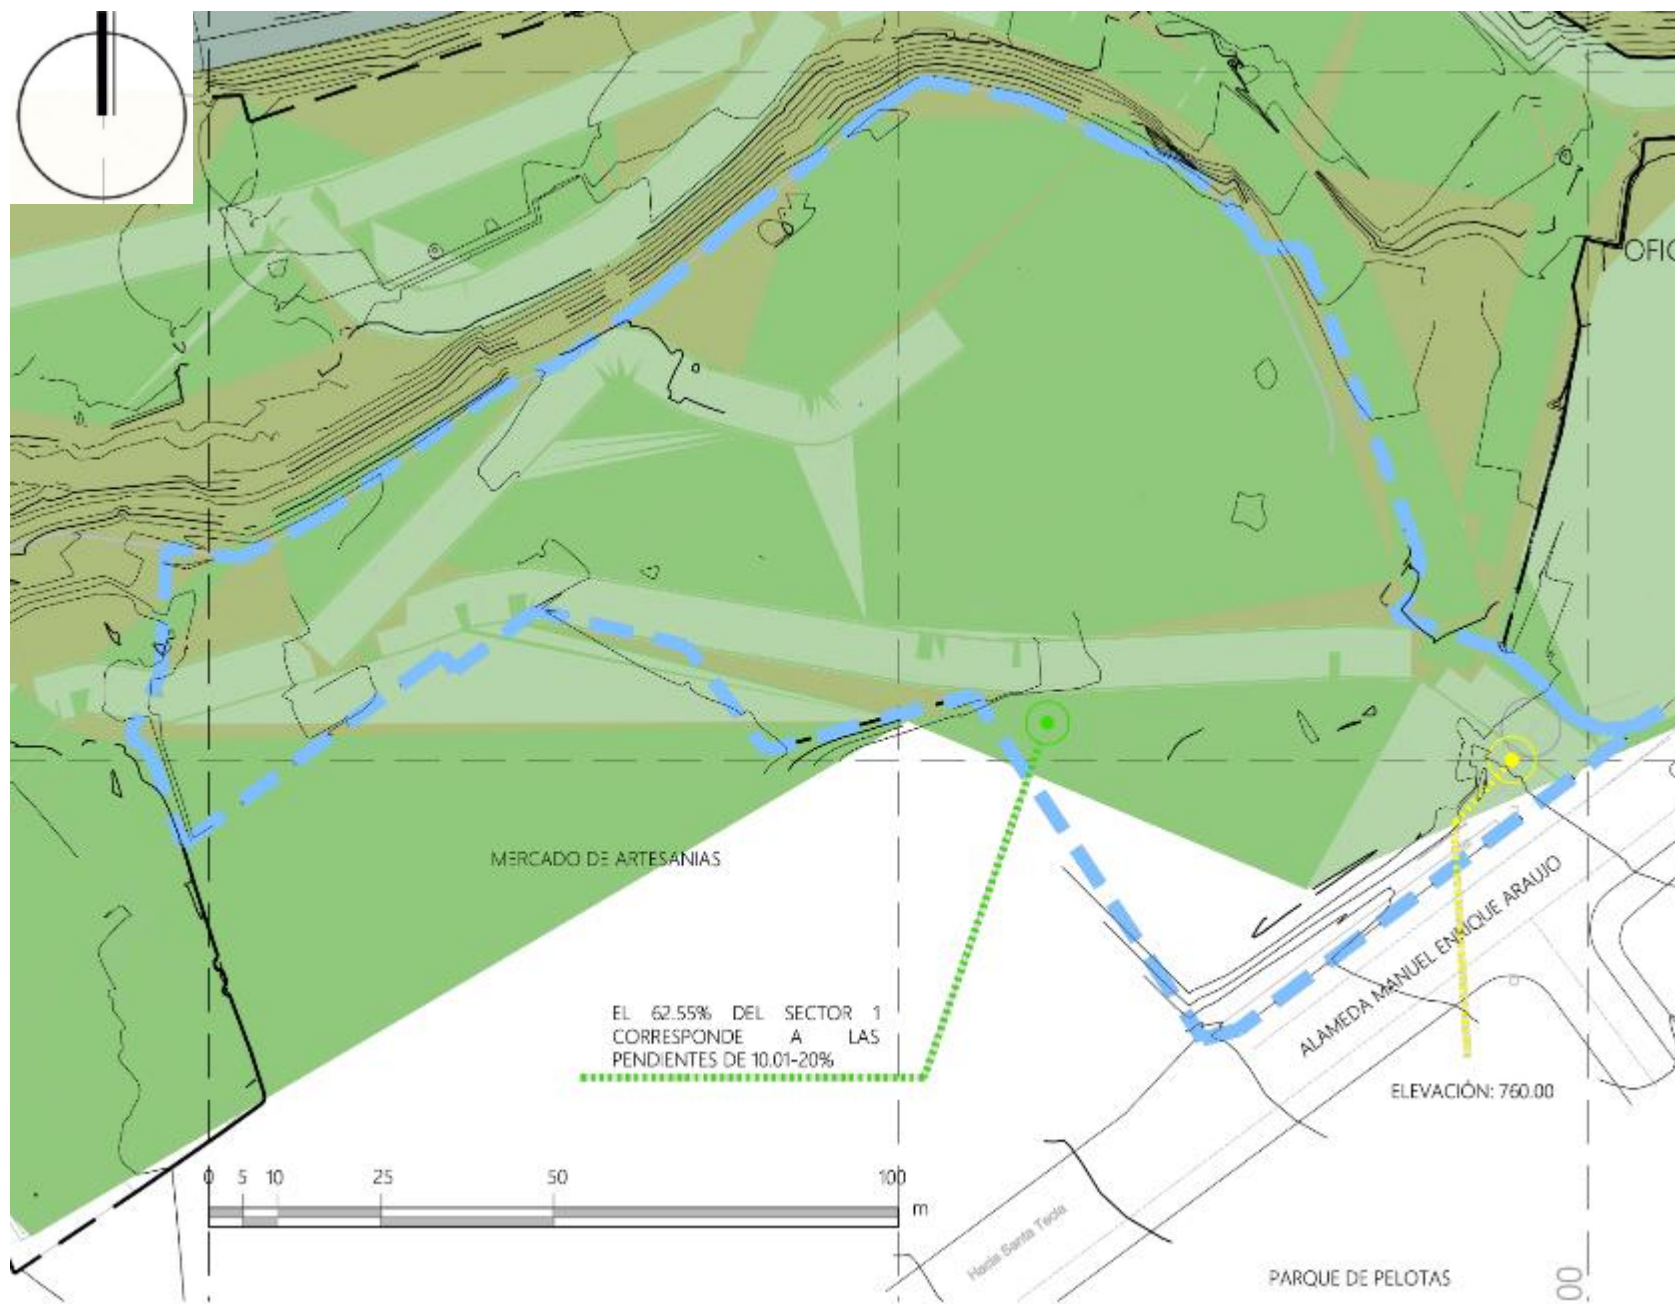 OFIC
MERCADO DE ARTESANIAS
EL 62.55% DEL SECTOR 1
CORRESPONDE A LAS
PENDIENTES DE 10.01-20%
ALAMEDA MANUEL ENRIQUE ARAUJO
ELEVACIÓN: 760.00
0 5 10 25 50 100
m
Hacia Santa Tecla
PARQUE DE PELOTAS
00